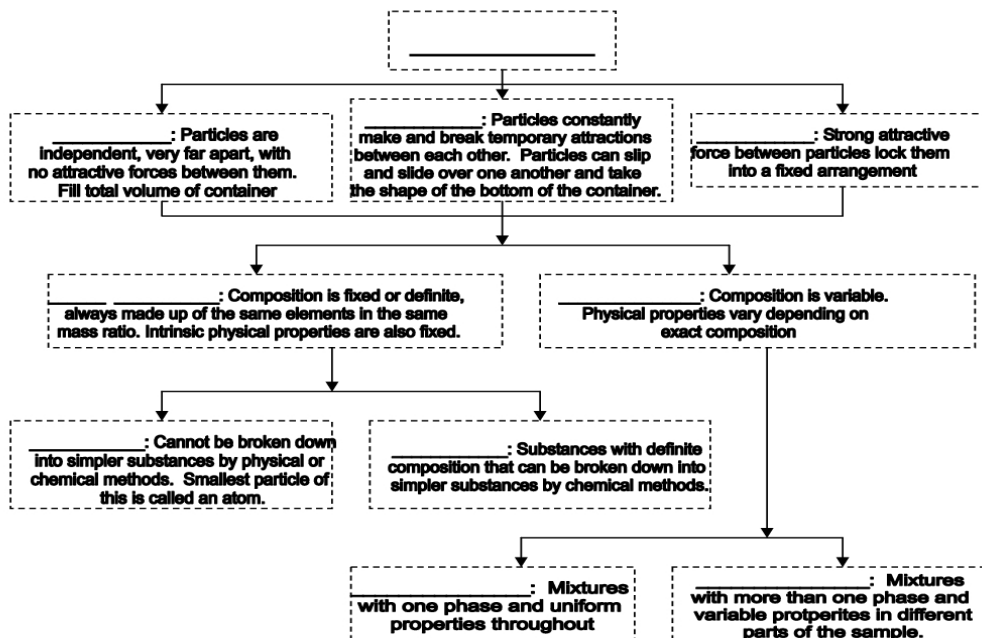 ____________________
____________: Particles are
independent, very far apart, with
no attractive forces between them.
Fill total volume of container
____________: Particles constantly
make and break temporary attractions
between each other.  Particles can slip
and slide over one another and take
the shape of the bottom of the container.
____________: Strong attractive
force between particles lock them
into a fixed arrangement
______ ___________: Composition is fixed or definite,
always made up of the same elements in the same
mass ratio. Intrinsic physical properties are also fixed.
_______________: Composition is variable.
Physical properties vary depending on
exact composition
____________: Cannot be broken down
into simpler substances by physical or
chemical methods.  Smallest particle of
this is called an atom.
____________: Substances with definite
composition that can be broken down into
simpler substances by chemical methods.
__________________:  Mixtures
with one phase and uniform
properties throughout
__________________:  Mixtures
with more than one phase and
variable protperites in different
parts of the sample.